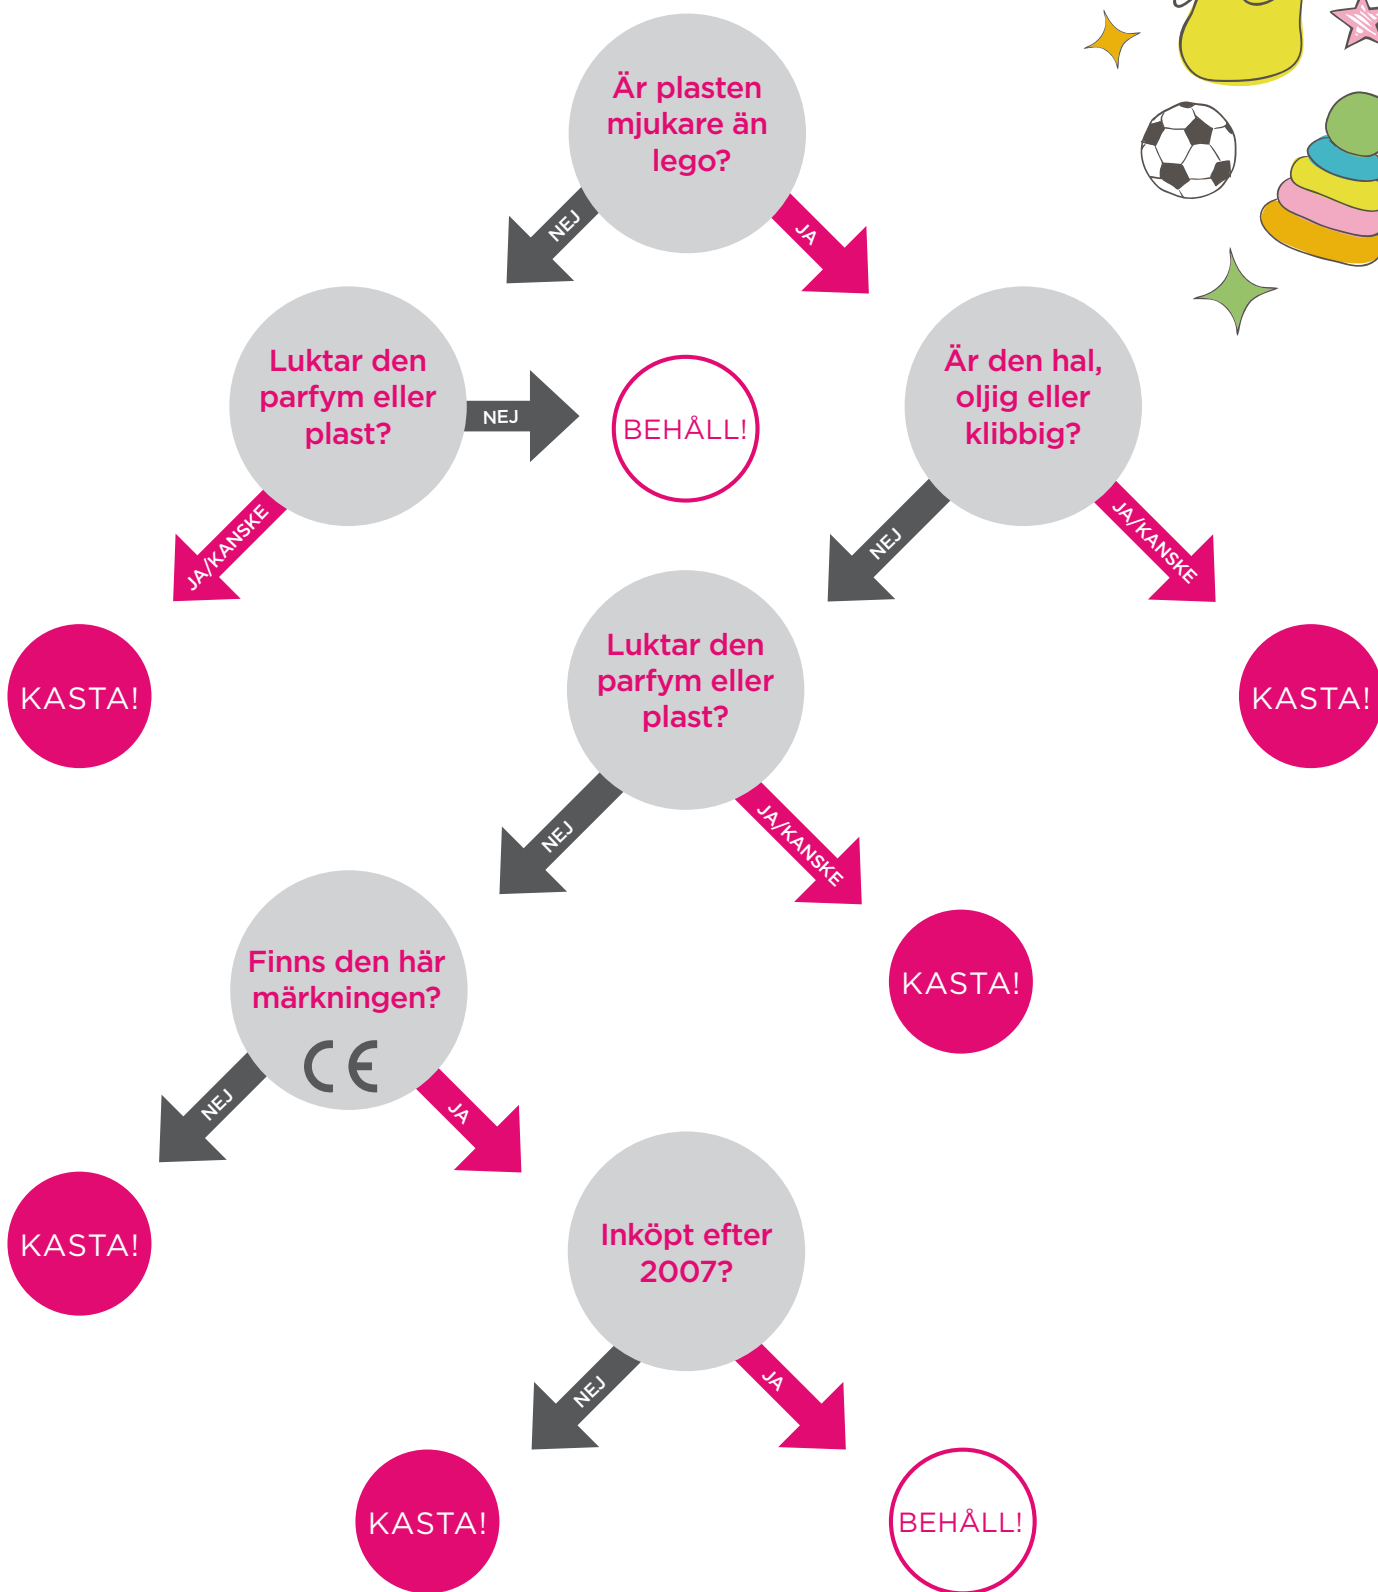 Är plasten
mjukare än
lego?
NEJ
JA
Luktar den
parfym eller
plast?
NEJ
BEHÅLL!
Är den hal,
oljig eller
klibbig?
JA/KANSKE
NEJ
JA/KANSKE
KASTA!
Luktar den
parfym eller
plast?
KASTA!
NEJ
JA/KANSKE
Finns den här
märkningen?
CE
KASTA!
NEJ
JA
KASTA!
Inköpt efter
2007?
NEJ
JA
KASTA!
BEHÅLL!